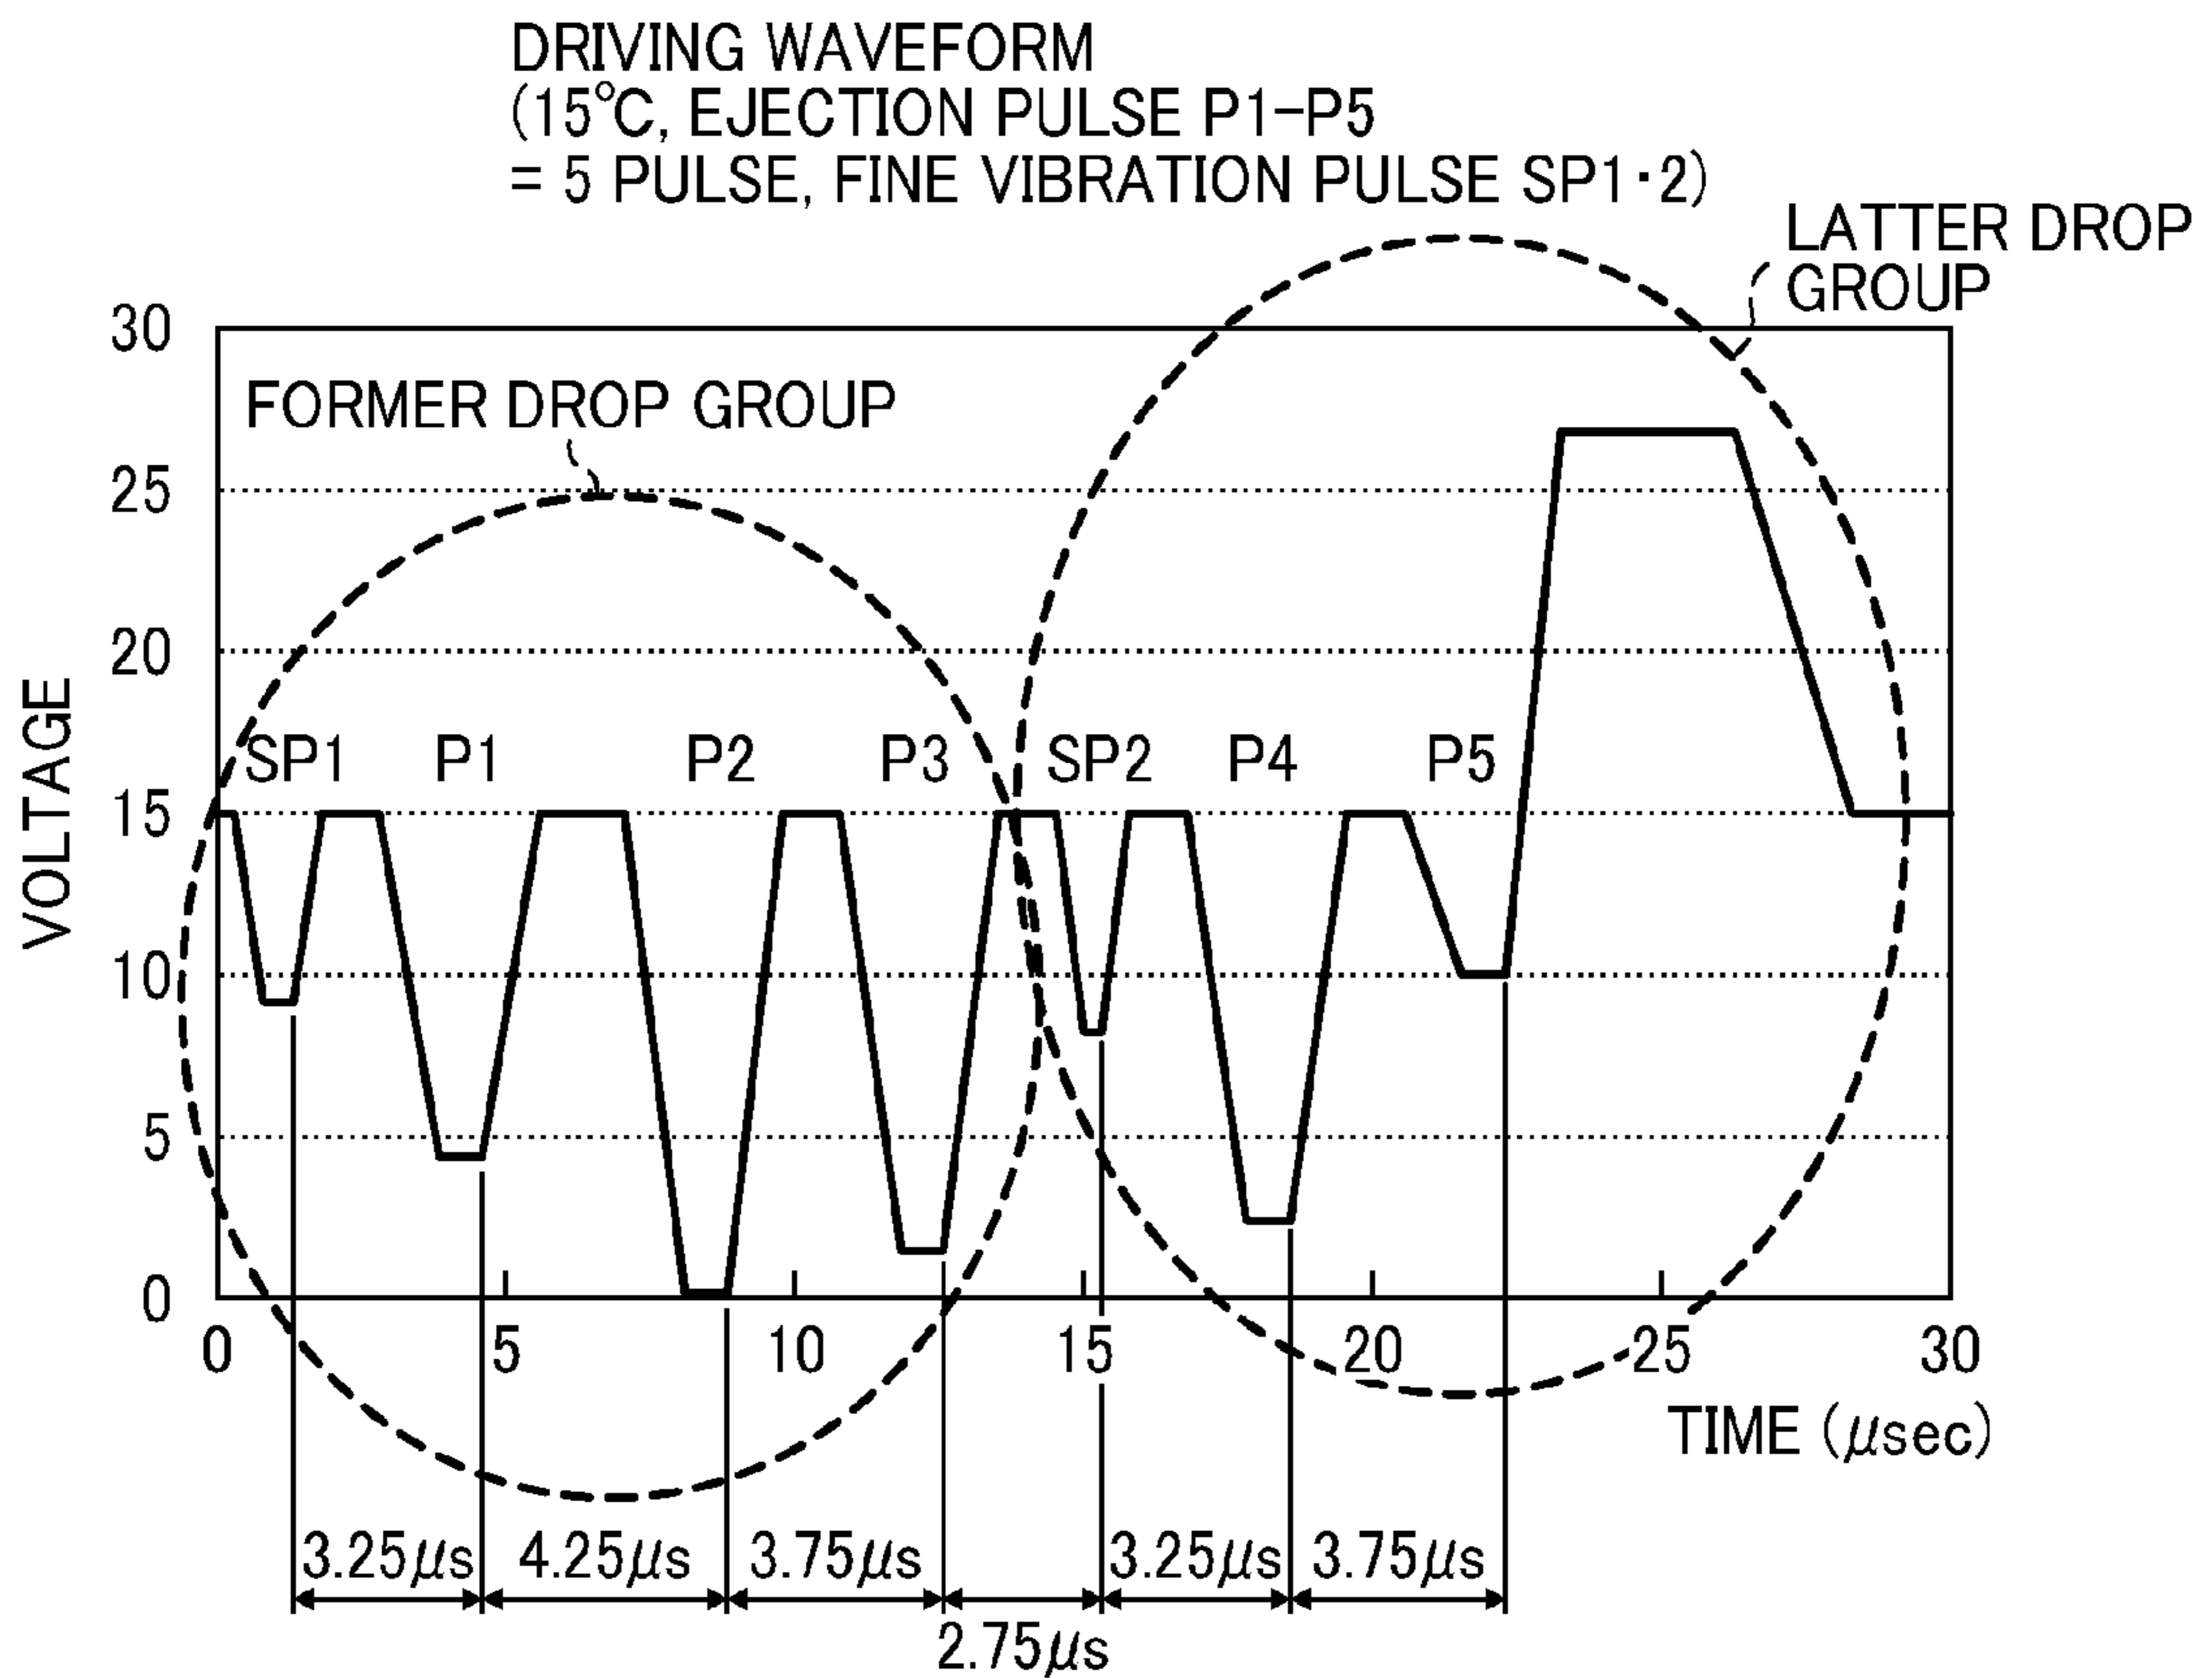 DRIVING WAVEFORM
(15°C, EJECTION PULSE P1-P5
= 5 PULSE, FINE VIBRATION PULSE SP1·2)
LATTER DROP
GROUP
FORMER DROP GROUP
VOLTAGE
30
25
20
15
10
5
0
SP1 P1 P2 P3 SP2 P4 P5
0 5 10 15 20 25 30
TIME (μsec)
3.25μs 4.25μs 3.75μs 3.25μs 3.75μs
2.75μs